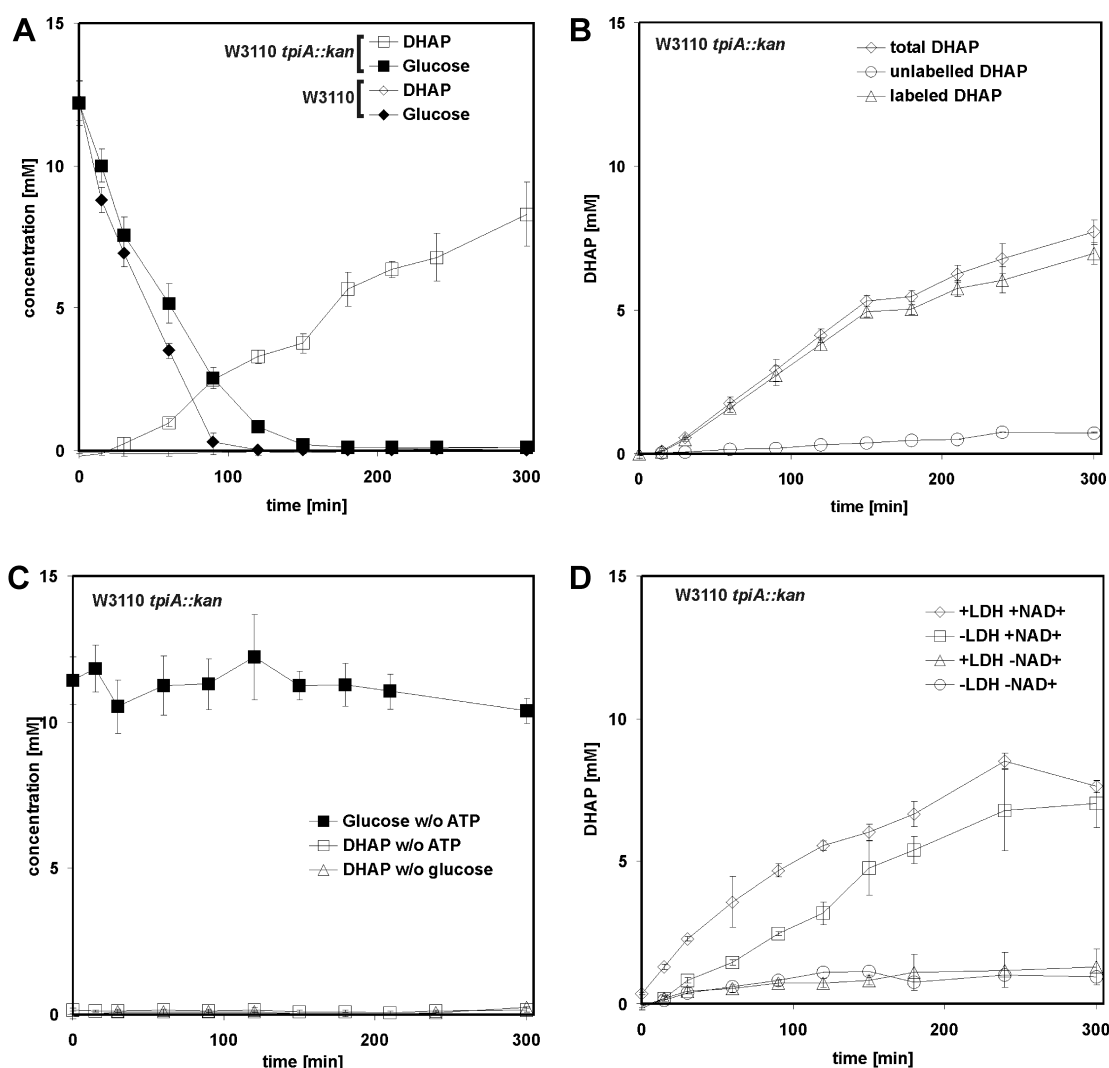 A
15
10
5
0
concentration [mM]
W3110 tpiA::kan
DHAP
Glucose
W3110
DHAP
Glucose
0
100
200
300
time [min]
B
15
10
5
0
DHAP [mM]
W3110 tpiA::kan
total DHAP
unlabelled DHAP
labeled DHAP
100
200
300
time [min]
C
15
10
5
0
concentration [mM]
W3110 tpiA::kan
Glucose w/o ATP
DHAP w/o ATP
DHAP w/o glucose
0
100
200
300
time [min]
D
15
10
5
0
DHAP [mM]
W3110 tpiA::kan
+LDH +NAD+
-LDH +NAD+
+LDH -NAD+
-LDH -NAD+
0
100
200
300
time [min]